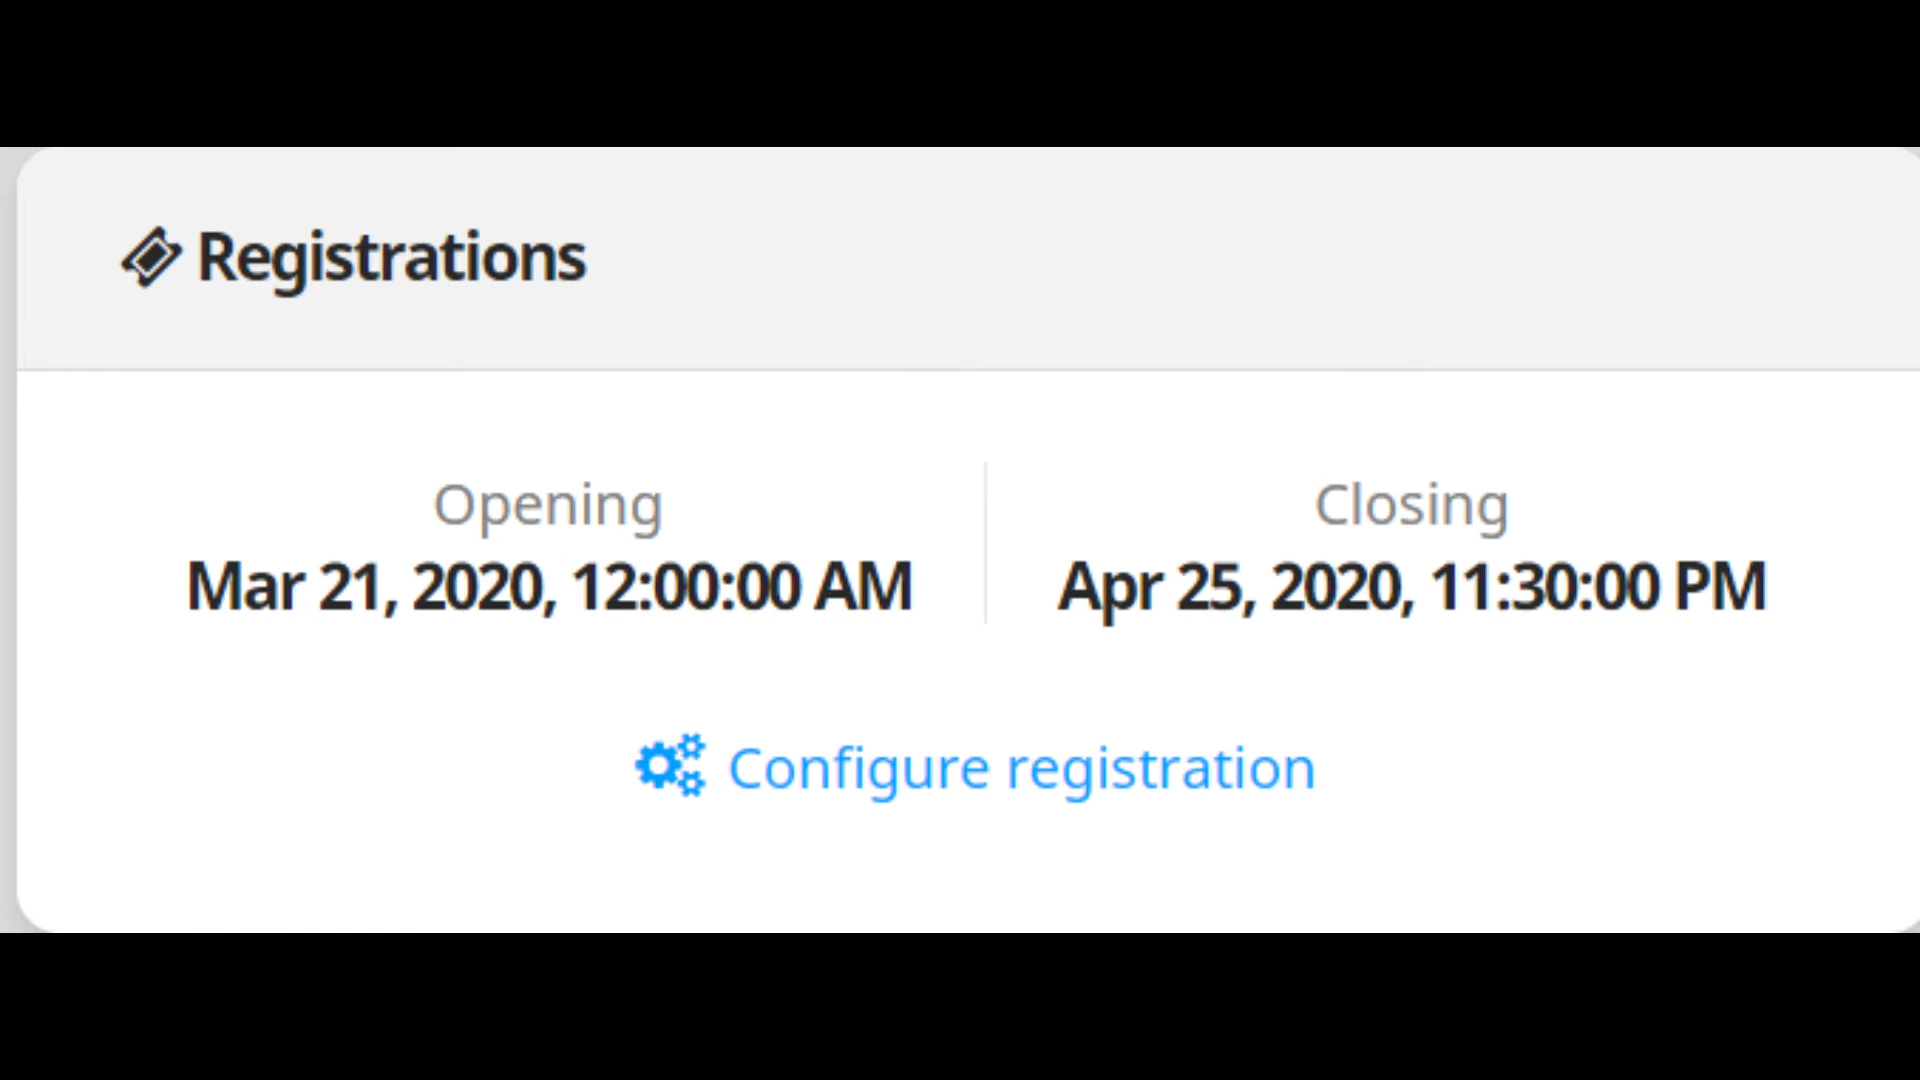 Registrations
Opening
Mar 21, 2020, 12:00:00 AM
Closing
Apr 25, 2020, 11:30:00 PM
Configure registration